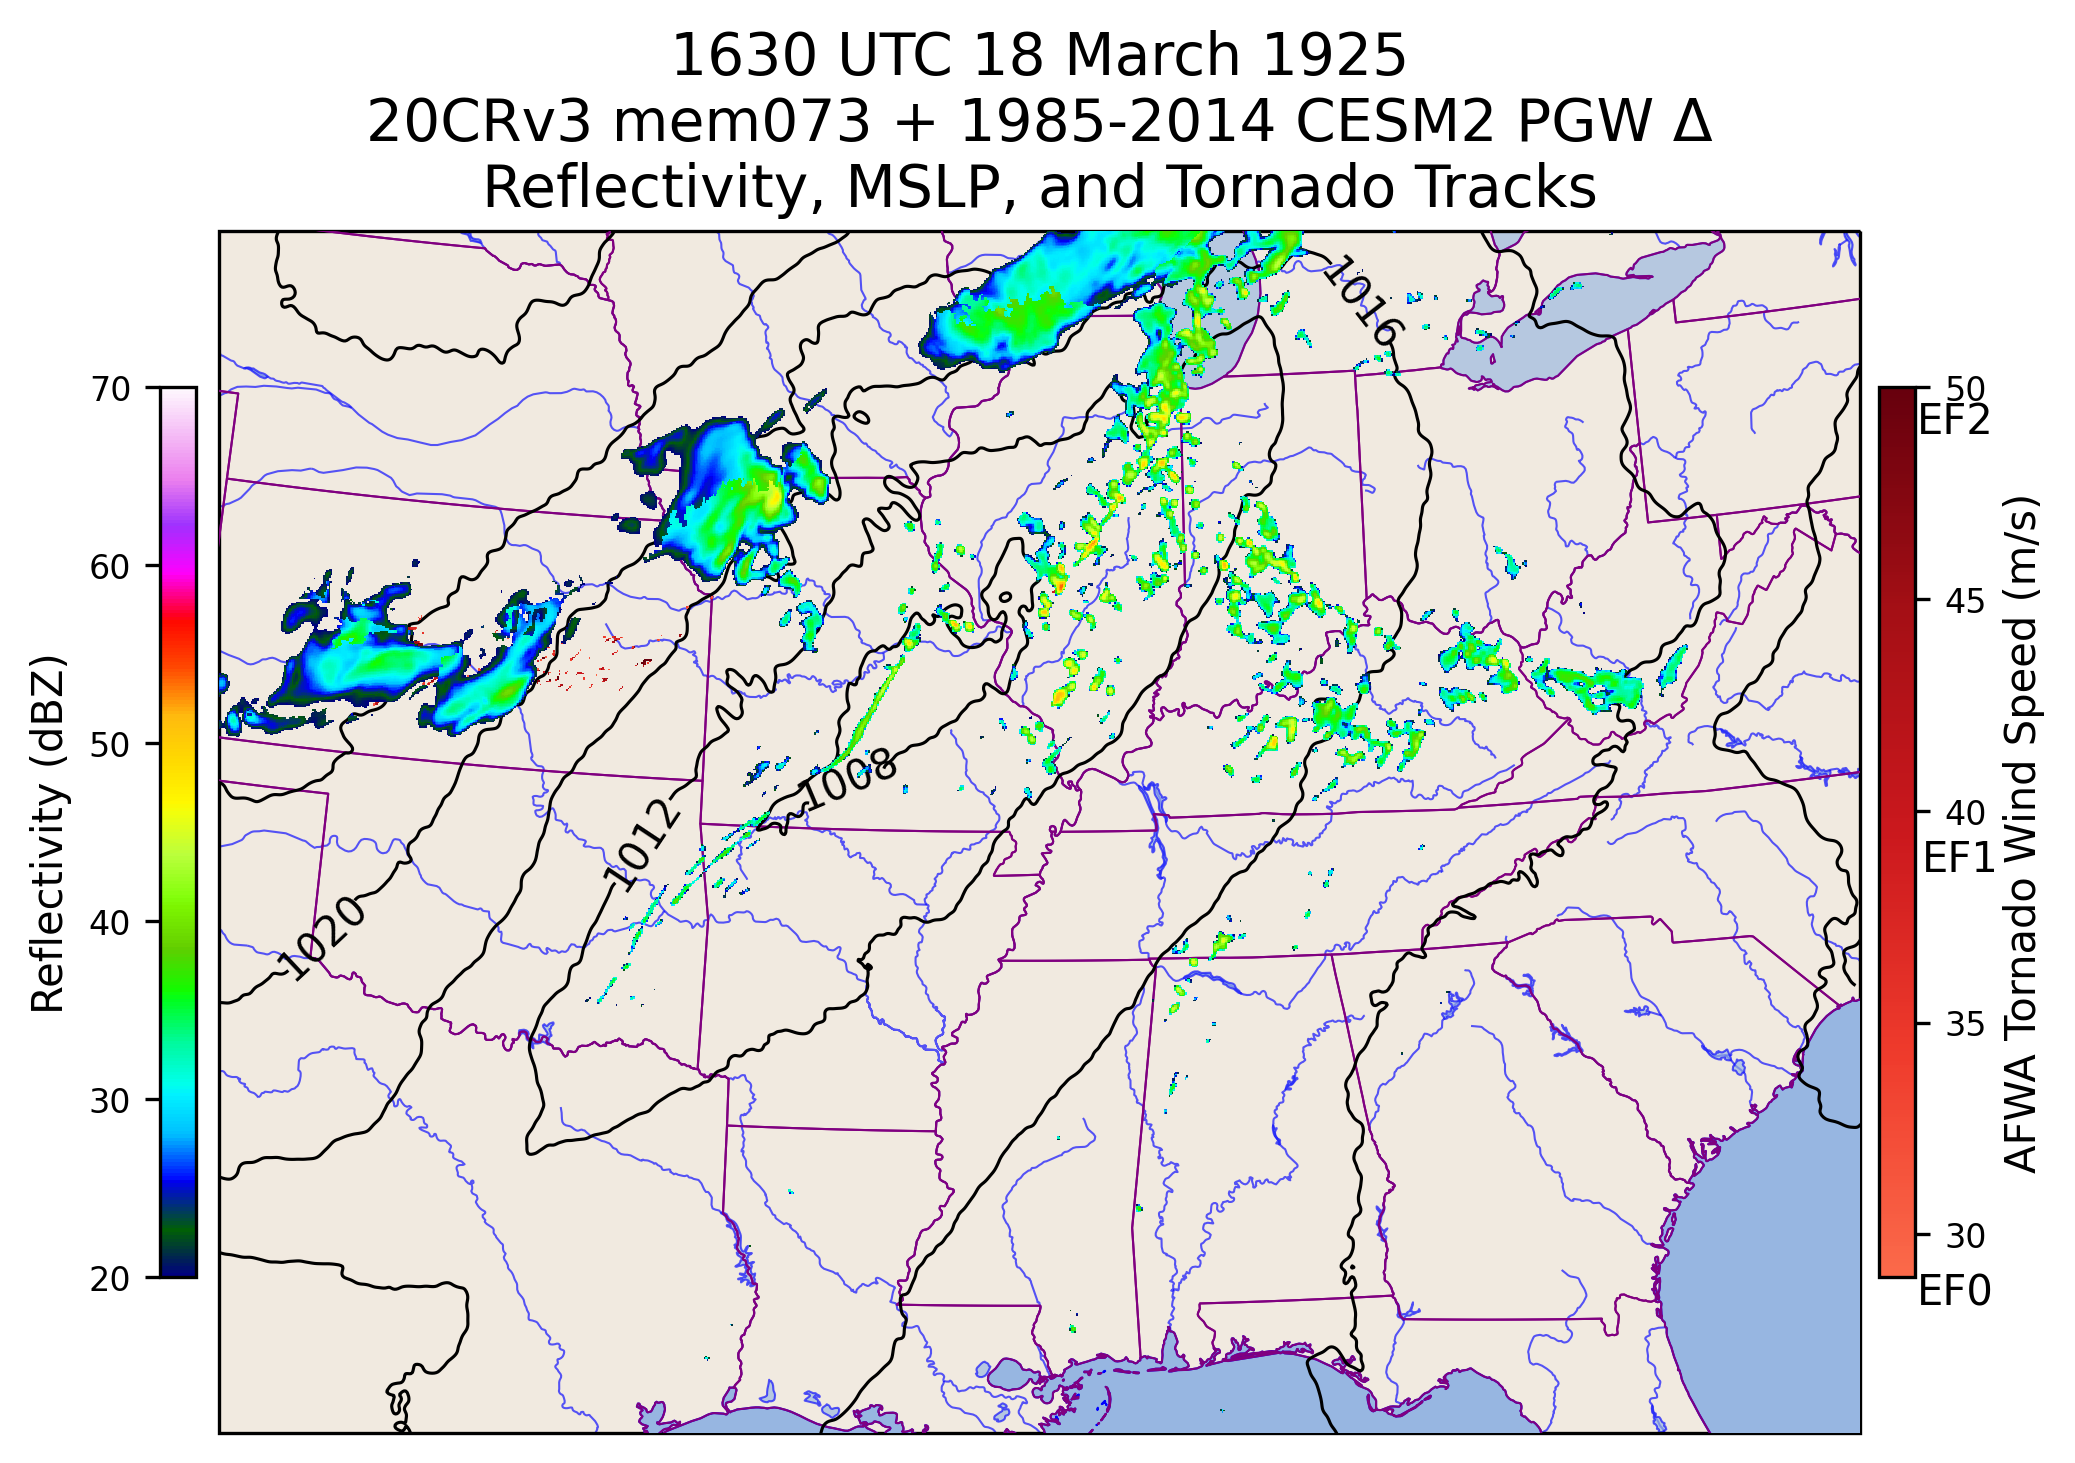 1630 UTC 18 March 1925
20CRv3 mem073 + 1985-2014 CESM2 PGW Δ
Reflectivity, MSLP, and Tornado Tracks
70
60
50
40
30
20
Reflectivity (dBZ)
1016
1008
1012
1020
50
EF2
45
40
EF1
35
30
EF0
AFWA Tornado Wind Speed (m/s)